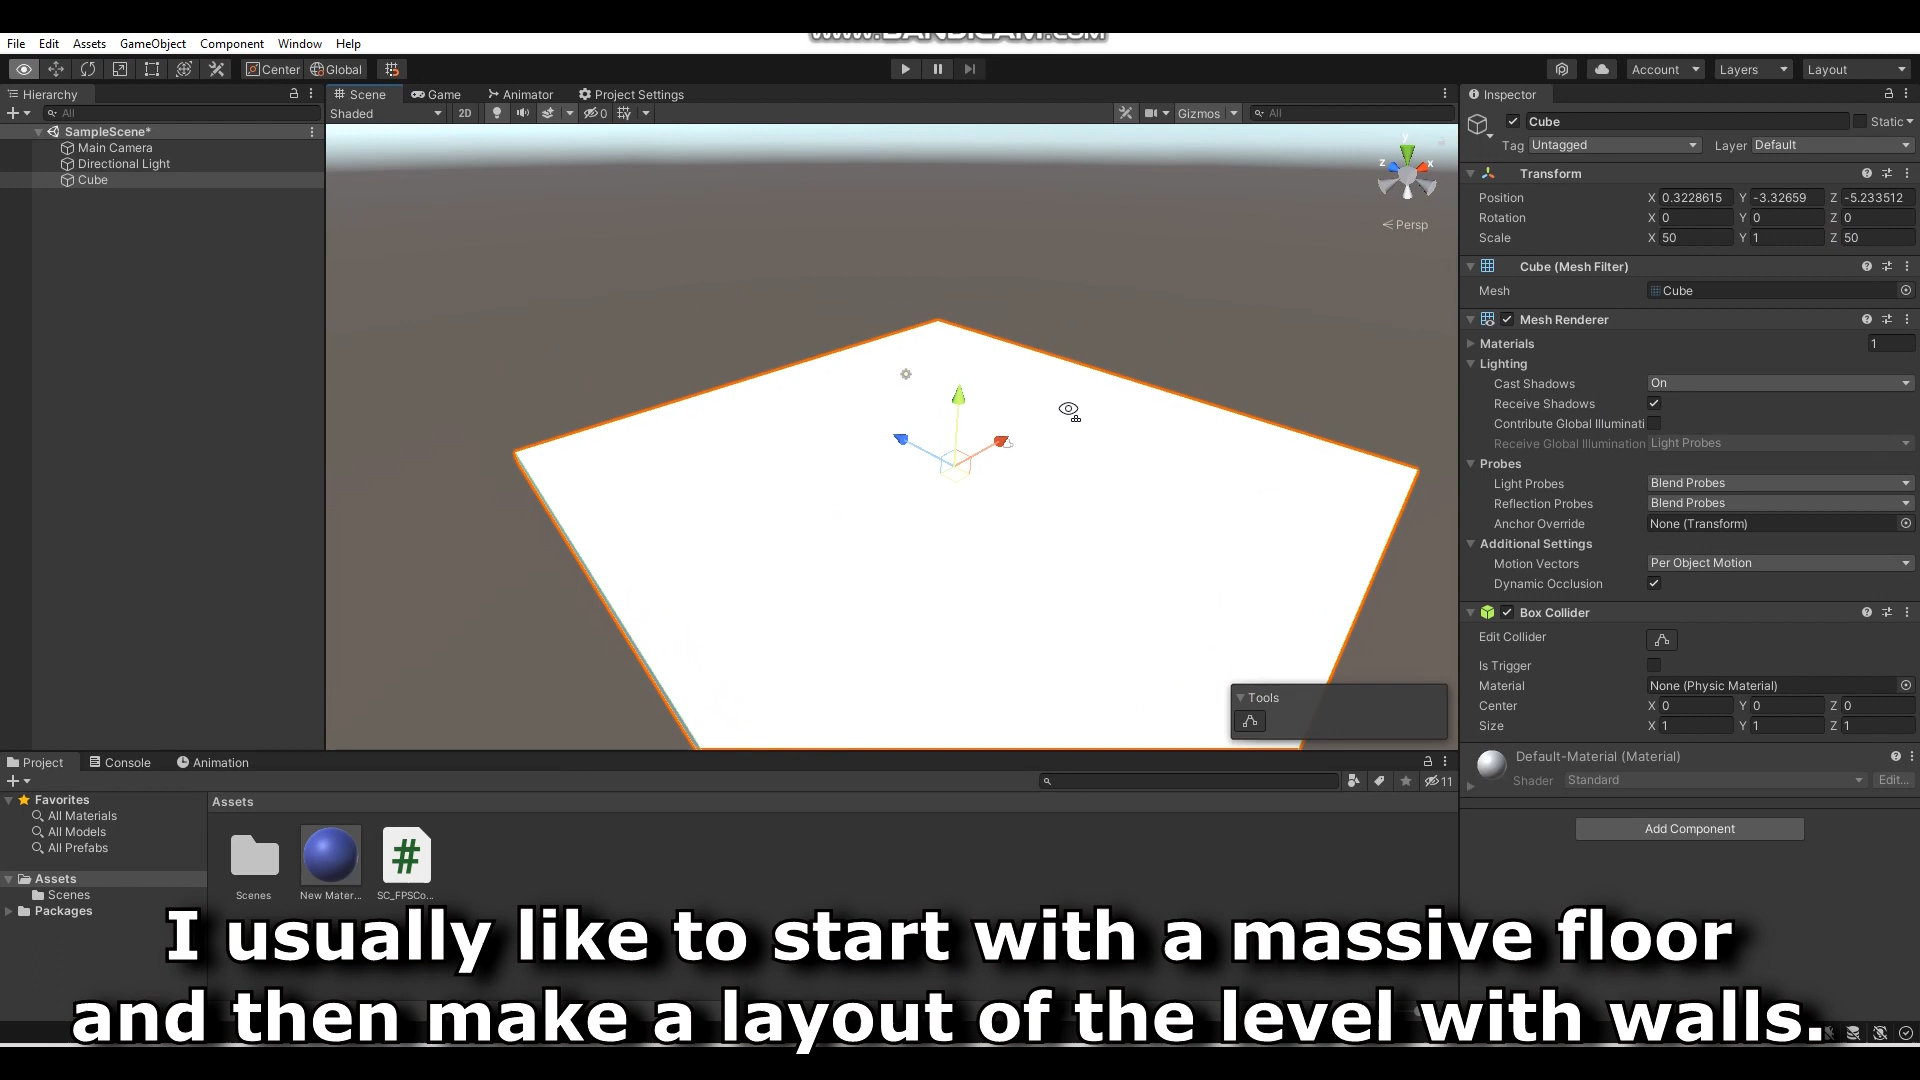 www.BANDICAM.com
File Edit Assets GameObject Component Window Help
Center Global
Account Layers Layout
Hierarchy
All
SampleScene*
Main Camera
Directional Light
Cube
Scene Game Animator Project Settings
Shaded 2D 0 Gizmos All
y
z x
Persp
Tools
Inspector
Cube Static
Tag Untagged Layer Default
Transform
Position X 0.3228615 Y -3.32659 Z -5.233512
Rotation X 0 Y 0 Z 0
Scale X 50 Y 1 Z 50
Cube (Mesh Filter)
Mesh Cube
Mesh Renderer
Materials 1
Lighting
Cast Shadows On
Receive Shadows
Contribute Global Illuminati
Receive Global Illumination Light Probes
Probes
Light Probes Blend Probes
Reflection Probes Blend Probes
Anchor Override None (Transform)
Additional Settings
Motion Vectors Per Object Motion
Dynamic Occlusion
Box Collider
Edit Collider
Is Trigger
Material None (Physic Material)
Center X 0 Y 0 Z 0
Size X 1 Y 1 Z 1
Default-Material (Material)
Shader Standard Edit...
Add Component
Project Console Animation
11
Favorites
All Materials
All Models
All Prefabs
Assets
Scenes
Packages
Assets
Scenes New Mater... SC_FPSCo...
I usually like to start with a massive floor
and then make a layout of the level with walls.